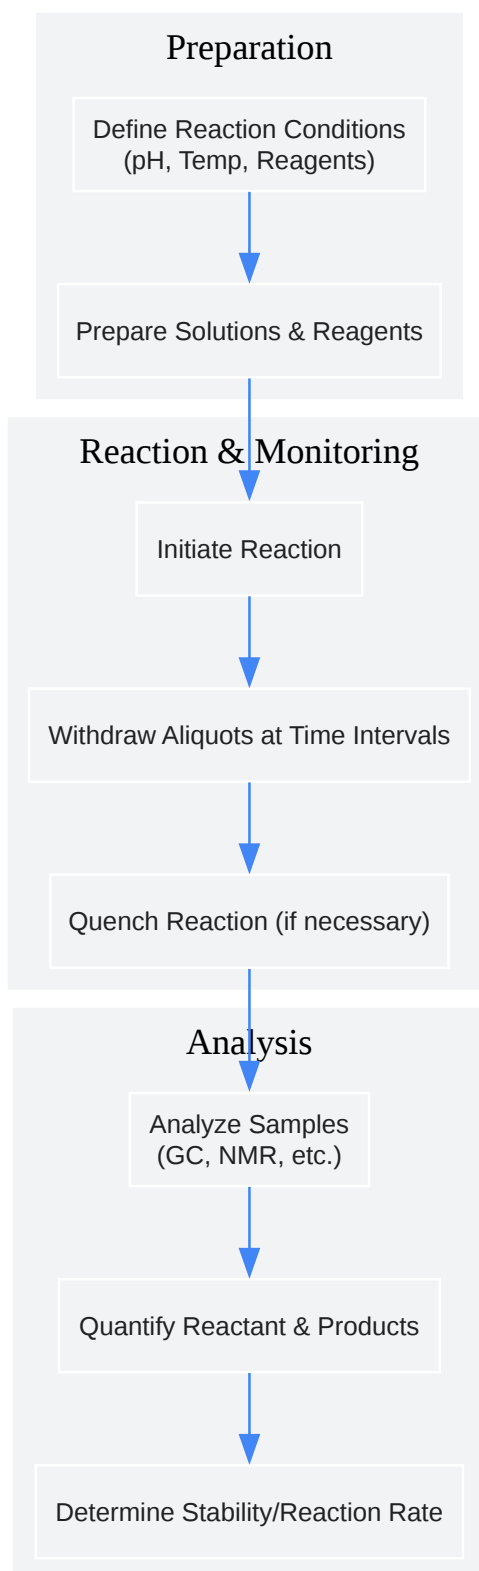 Preparation
Define Reaction Conditions
(pH, Temp, Reagents)
Prepare Solutions & Reagents
Reaction & Monitoring
Initiate Reaction
Withdraw Aliquots at Time Intervals
Quench Reaction (if necessary)
Analysis
Analyze Samples
(GC, NMR, etc.)
Quantify Reactant & Products
Determine Stability/Reaction Rate